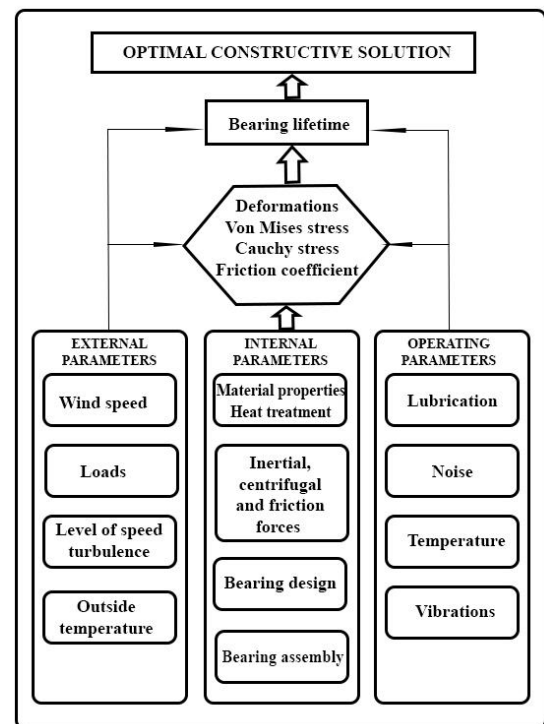 OPTIMAL CONSTRUCTIVE SOLUTION
Bearing lifetime
Deformations
Von Mises stress
Cauchy stress
Friction coefficient
EXTERNAL
PARAMETERS
Wind speed
Loads
Level of speed
turbulence
Outside
temperature
INTERNAL
PARAMETERS
Material properties
Heat treatment
Inertial,
centrifugal
and friction
forces
Bearing design
Bearing assembly
OPERATING
PARAMETERS
Lubrication
Noise
Temperature
Vibrations